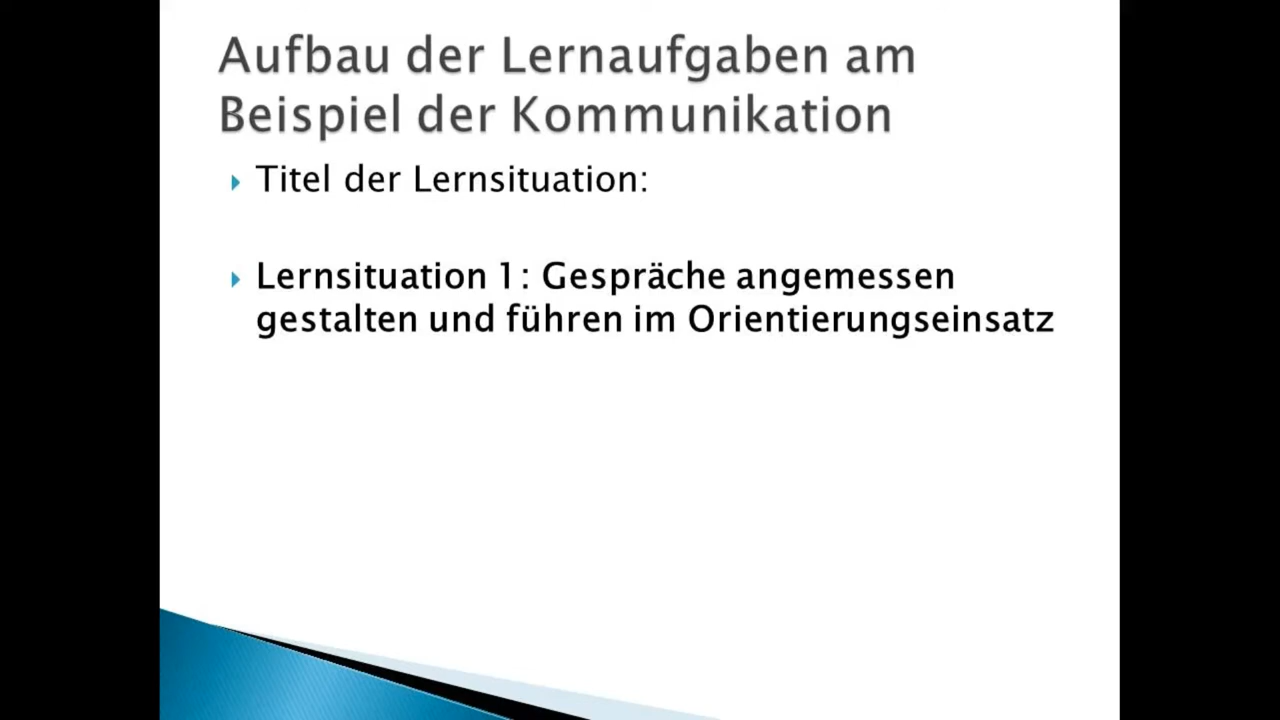 Aufbau der Lernaufgaben am
Beispiel der Kommunikation
Titel der Lernsituation:
Lernsituation 1: Gespräche angemessen
gestalten und führen im Orientierungseinsatz